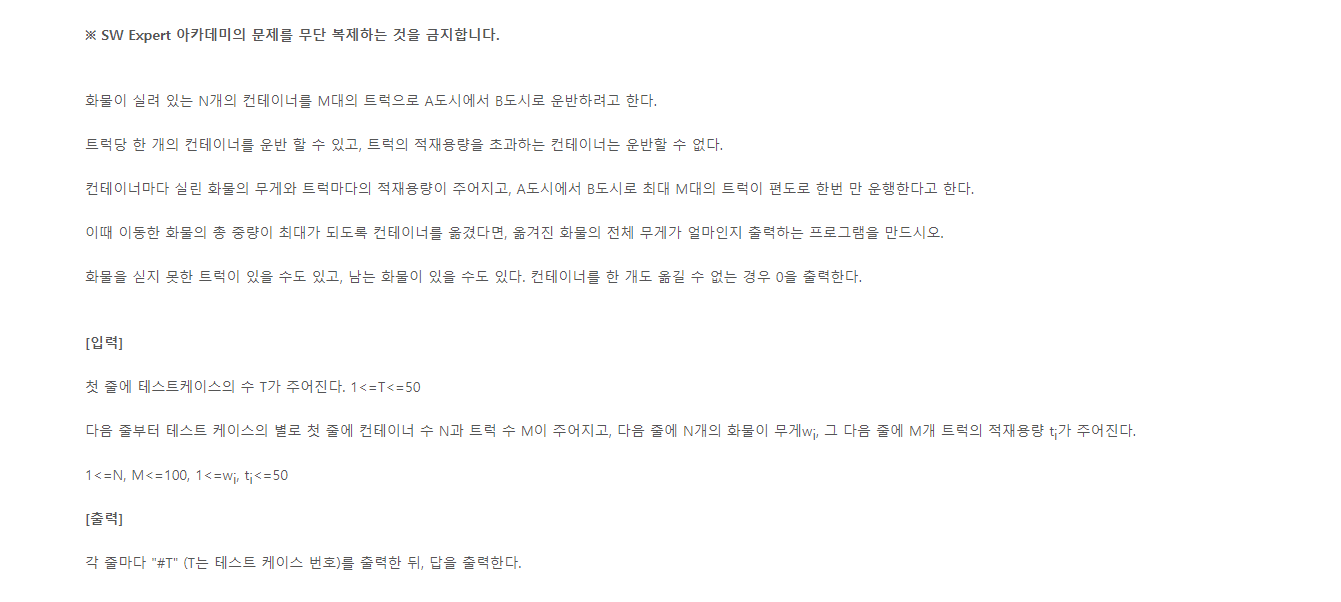 ※ SW Expert 아카데미의 문제를 무단 복제하는 것을 금지합니다.
화물이 실려 있는 N개의 컨테이너를 M대의 트럭으로 A도시에서 B도시로 운반하려고 한다.
트럭당 한 개의 컨테이너를 운반 할 수 있고, 트럭의 적재용량을 초과하는 컨테이너는 운반할 수 없다.
컨테이너마다 실린 화물의 무게와 트럭마다의 적재용량이 주어지고, A도시에서 B도시로 최대 M대의 트럭이 편도로 한번 만 운행한다고 한다.
이때 이동한 화물의 총 중량이 최대가 되도록 컨테이너를 옮겼다면, 옮겨진 화물의 전체 무게가 얼마인지 출력하는 프로그램을 만드시오.
화물을 싣지 못한 트럭이 있을 수도 있고, 남는 화물이 있을 수도 있다. 컨테이너를 한 개도 옮길 수 없는 경우 0을 출력한다.
[입력]
첫 줄에 테스트케이스의 수 T가 주어진다. 1<=T<=50
다음 줄부터 테스트 케이스의 별로 첫 줄에 컨테이너 수 N과 트럭 수 M이 주어지고, 다음 줄에 N개의 화물이 무게wi, 그 다음 줄에 M개 트럭의 적재용량 ti가 주어진다.
1<=N, M<=100, 1<=wi, ti<=50
[출력]
각 줄마다 "#T" (T는 테스트 케이스 번호)를 출력한 뒤, 답을 출력한다.